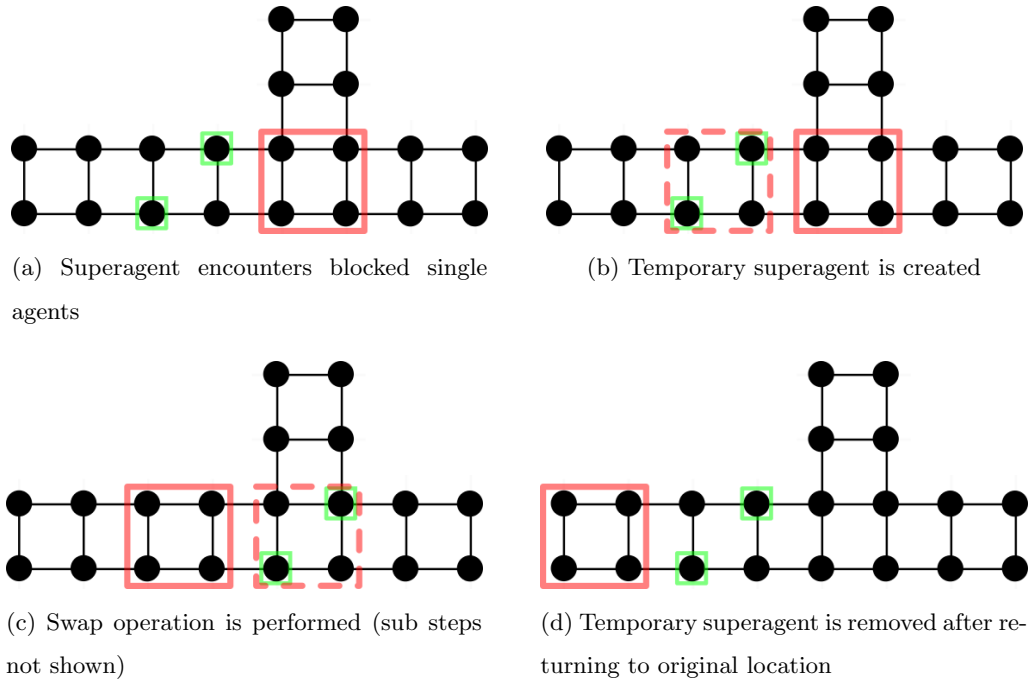 (a) Superagent encounters blocked single
agents
(b) Temporary superagent is created
(c) Swap operation is performed (sub steps
not shown)
(d) Temporary superagent is removed after re-
turning to original location